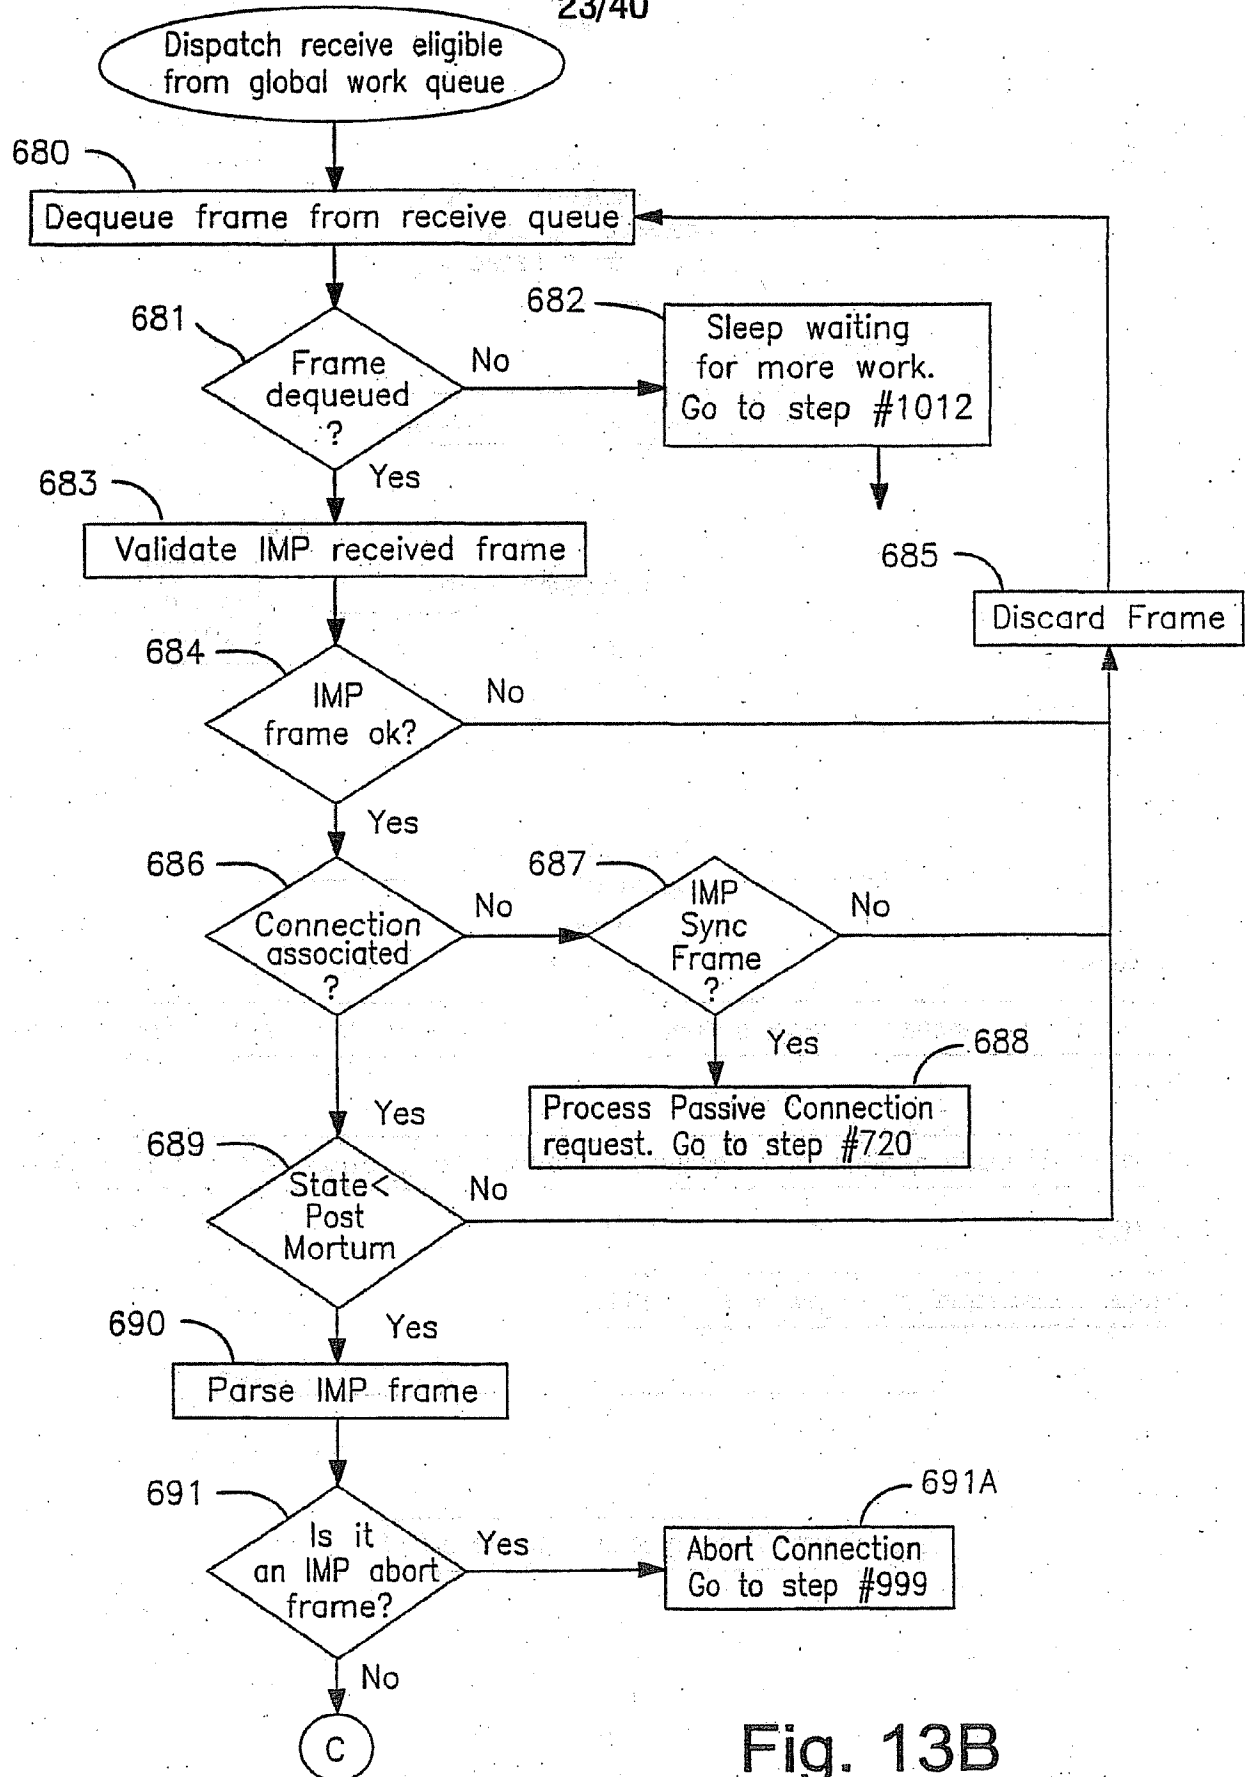 23/40
Dispatch receive eligible
from global work queue
680
Dequeue frame from receive queue
681
Frame
dequeued
?
No
682
Sleep waiting
for more work.
Go to step #1012
Yes
683
Validate IMP received frame
685
Discard Frame
684
IMP
frame ok?
No
Yes
686
Connection
associated
?
No
687
IMP
Sync
Frame
?
No
Yes
688
Process Passive Connection
request. Go to step #720
Yes
689
State<
Post
Mortum
No
Yes
690
Parse IMP frame
691
Is it
an IMP abort
frame?
Yes
691A
Abort Connection
Go to step #999
No
C
Fig. 13B